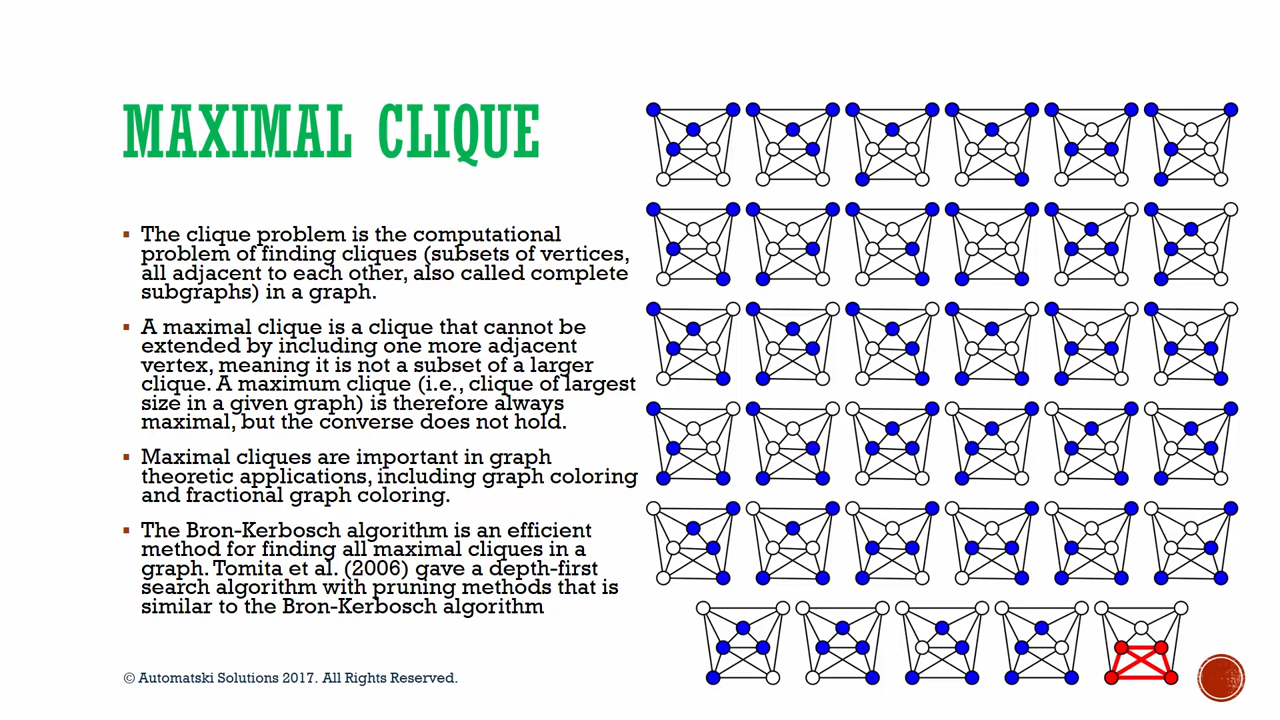 MAXIMAL CLIQUE
▪ The clique problem is the computational
problem of finding cliques (subsets of vertices,
all adjacent to each other, also called complete
subgraphs) in a graph.
▪ A maximal clique is a clique that cannot be
extended by including one more adjacent
vertex, meaning it is not a subset of a larger
clique. A maximum clique (i.e., clique of largest
size in a given graph) is therefore always
maximal, but the converse does not hold.
▪ Maximal cliques are important in graph
theoretic applications, including graph coloring
and fractional graph coloring.
▪ The Bron-Kerbosch algorithm is an efficient
method for finding all maximal cliques in a
graph. Tomita et al. (2006) gave a depth-first
search algorithm with pruning methods that is
similar to the Bron-Kerbosch algorithm
© Automatski Solutions 2017. All Rights Reserved.